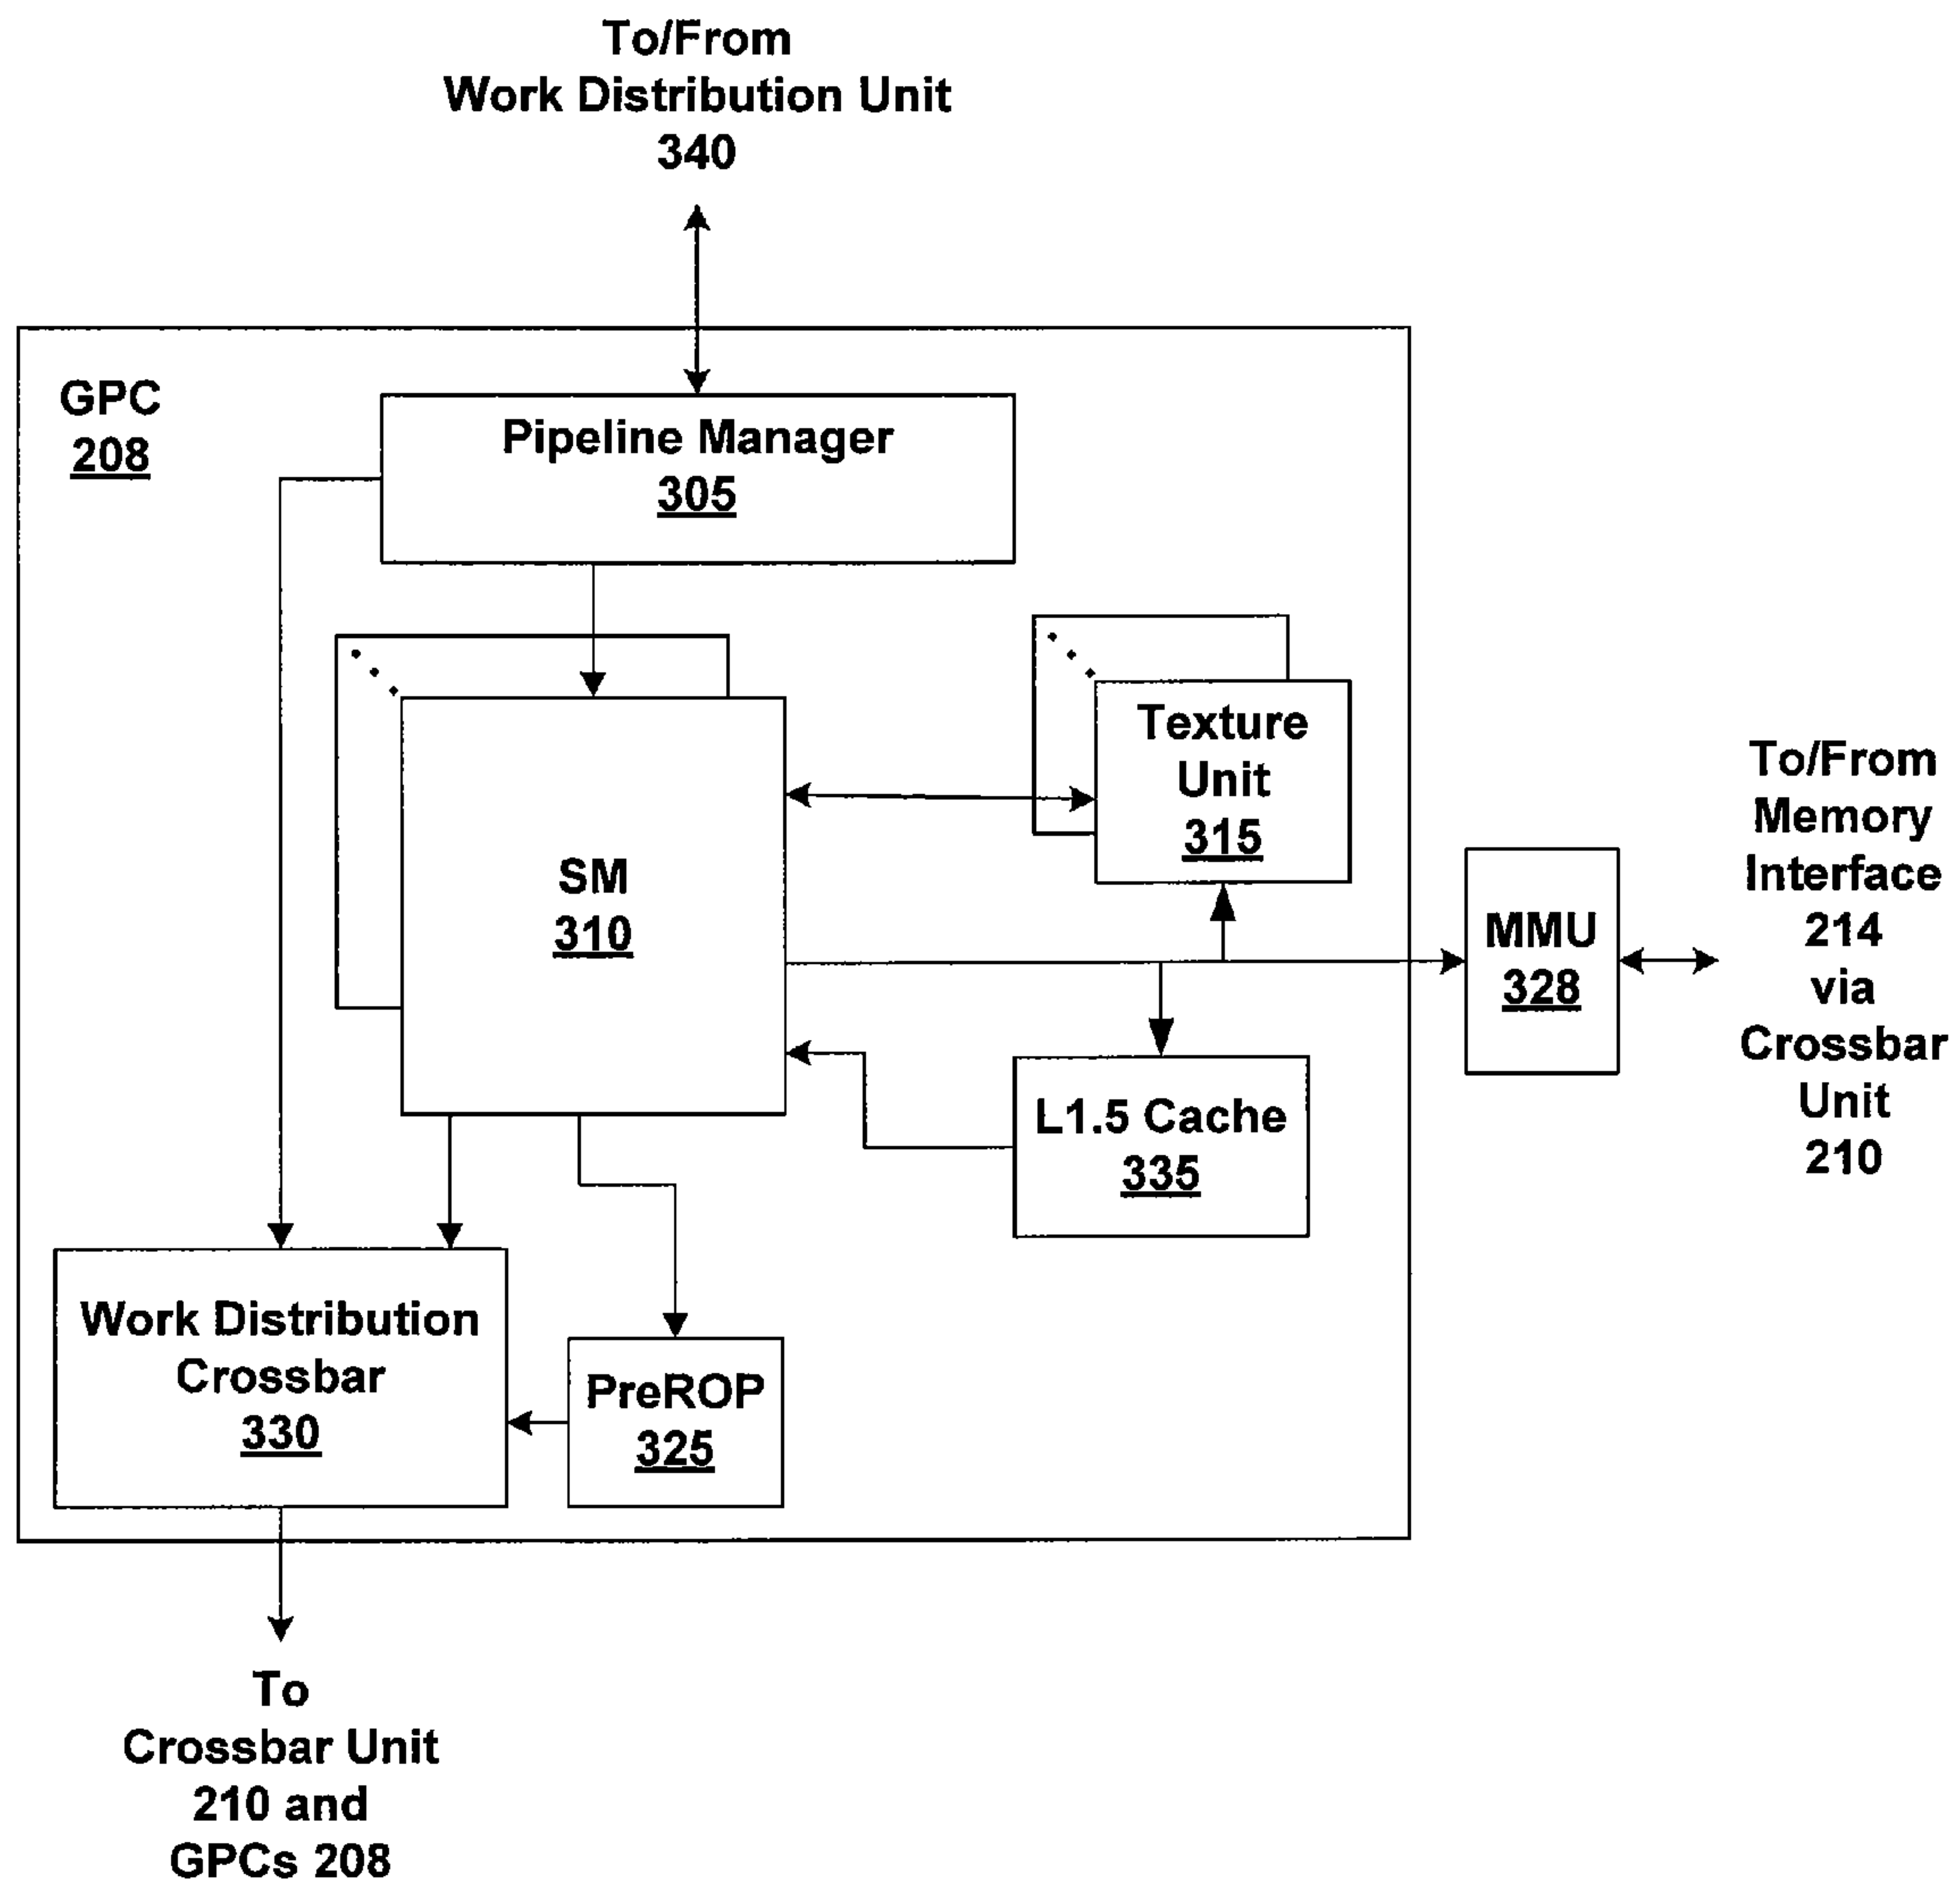 To/From
Work Distribution Unit
340
GPC
208
Pipeline Manager
305
Texture
Unit
315
SM
310
To/From
Memory
Interface
214
via
Crossbar
Unit
210
MMU
328
L1.5 Cache
335
Work Distribution
Crossbar
330
PreROP
325
To
Crossbar Unit
210 and
GPCs 208